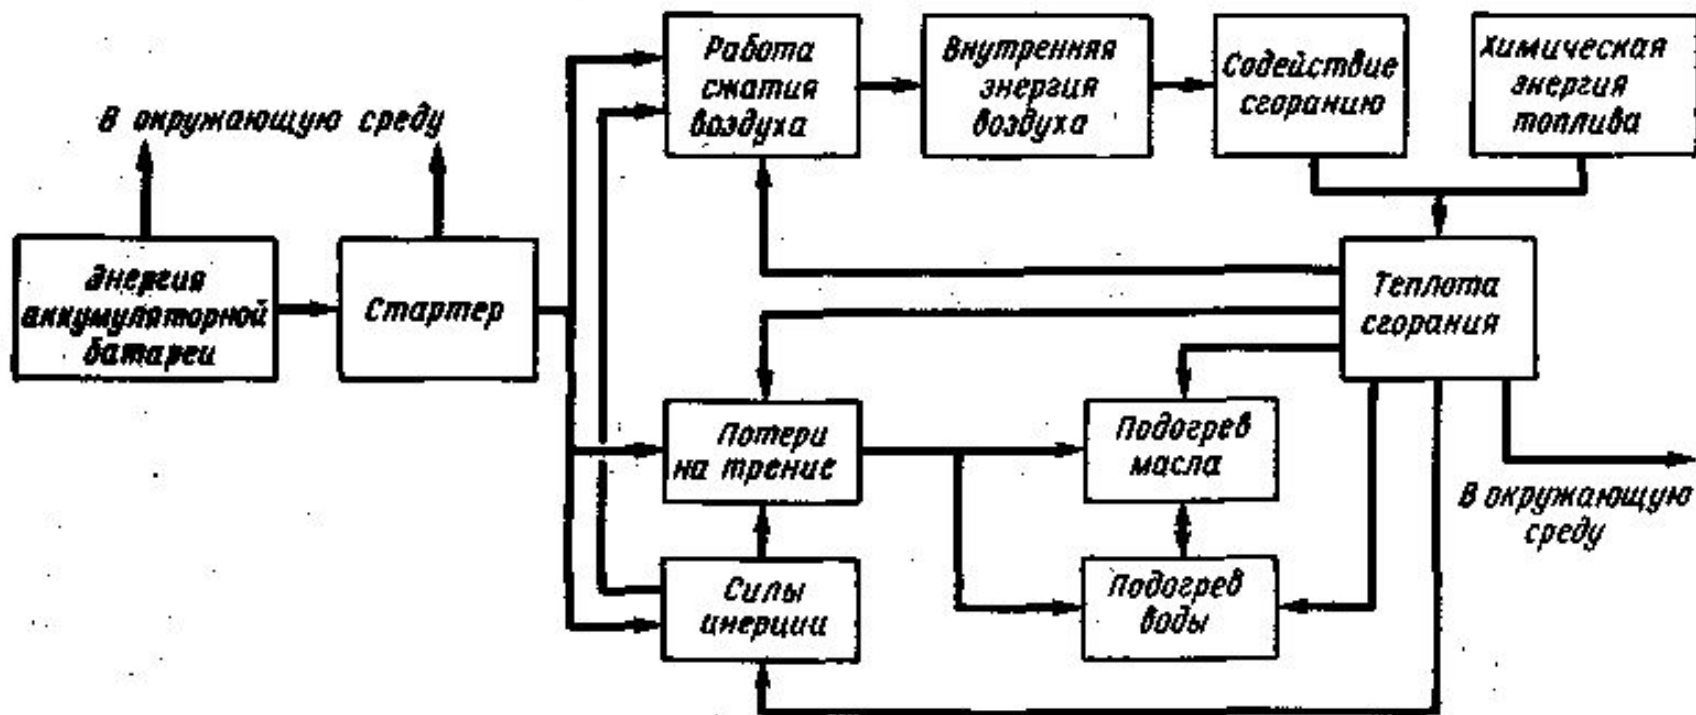 Работа
сжатия
воздуха
Внутренняя
энергия
воздуха
Содействие
сгоранию
Химическая
энергия
топлива
В окружающую среду
Энергия
аккумуляторной
батареи
Стартер
Теплота
сгорания
Потери
на трение
Подогрев
масла
В окружающую
среду
Силы
инерции
Подогрев
воды